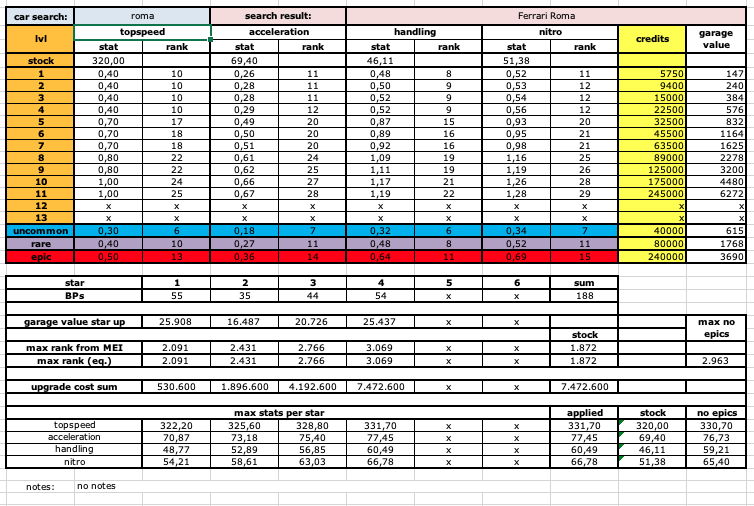 car search: roma search result: Ferrari Roma
lvl topspeed acceleration handling nitro credits garage value
stat rank stat rank stat rank stat rank
stock 320,00 69,40 46,11 51,38
1 0,40 10 0,26 11 0,48 8 0,52 11 5750 147
2 0,40 10 0,28 11 0,50 9 0,53 12 9400 240
3 0,40 10 0,28 11 0,52 9 0,54 12 15000 384
4 0,40 10 0,29 12 0,52 9 0,56 12 22500 576
5 0,70 17 0,49 20 0,87 15 0,93 20 32500 832
6 0,70 18 0,50 20 0,89 16 0,95 21 45500 1164
7 0,70 18 0,51 20 0,92 16 0,98 21 63500 1625
8 0,80 22 0,61 24 1,09 19 1,16 25 89000 2278
9 0,80 22 0,62 25 1,11 19 1,19 26 125000 3200
10 1,00 24 0,66 27 1,17 21 1,26 28 175000 4480
11 1,00 25 0,67 28 1,19 22 1,28 29 245000 6272
12 x x x x x x x x x x
13 x x x x x x x x x x
uncommon 0,30 6 0,18 7 0,32 6 0,34 7 40000 615
rare 0,40 10 0,27 11 0,48 8 0,52 11 80000 1768
epic 0,50 13 0,36 14 0,64 11 0,69 15 240000 3690
star 1 2 3 4 5 6 sum
BPs 55 35 44 54 x x 188
garage value star up 25.908 16.487 20.726 25.437 x x max no epics
stock
max rank from MEI 2.091 2.431 2.766 3.069 x x 1.872
max rank (eq.) 2.091 2.431 2.766 3.069 x x 1.872 2.963
upgrade cost sum 530.600 1.896.600 4.192.600 7.472.600 x x 7.472.600
max stats per star applied stock no epics
topspeed 322,20 325,60 328,80 331,70 x x 331,70 320,00 330,70
acceleration 70,87 73,18 75,40 77,45 x x 77,45 69,40 76,73
handling 48,77 52,89 56,85 60,49 x x 60,49 46,11 59,21
nitro 54,21 58,61 63,03 66,78 x x 66,78 51,38 65,40
notes: no notes